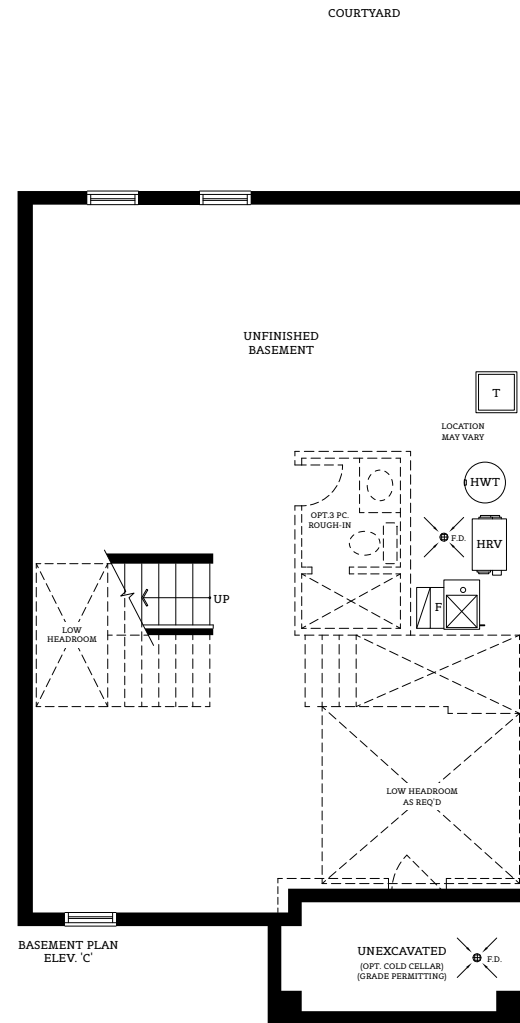 COURTYARD
UNFINISHED
BASEMENT
T
LOCATION
MAY VARY
HWT
OPT.3 PC.
ROUGH-IN
F.D.
HRV
UP
F
LOW
HEADROOM
LOW HEADROOM
AS REQ'D
BASEMENT PLAN
ELEV. 'C'
UNEXCAVATED
(OPT. COLD CELLAR)
(GRADE PERMITTING)
F.D.